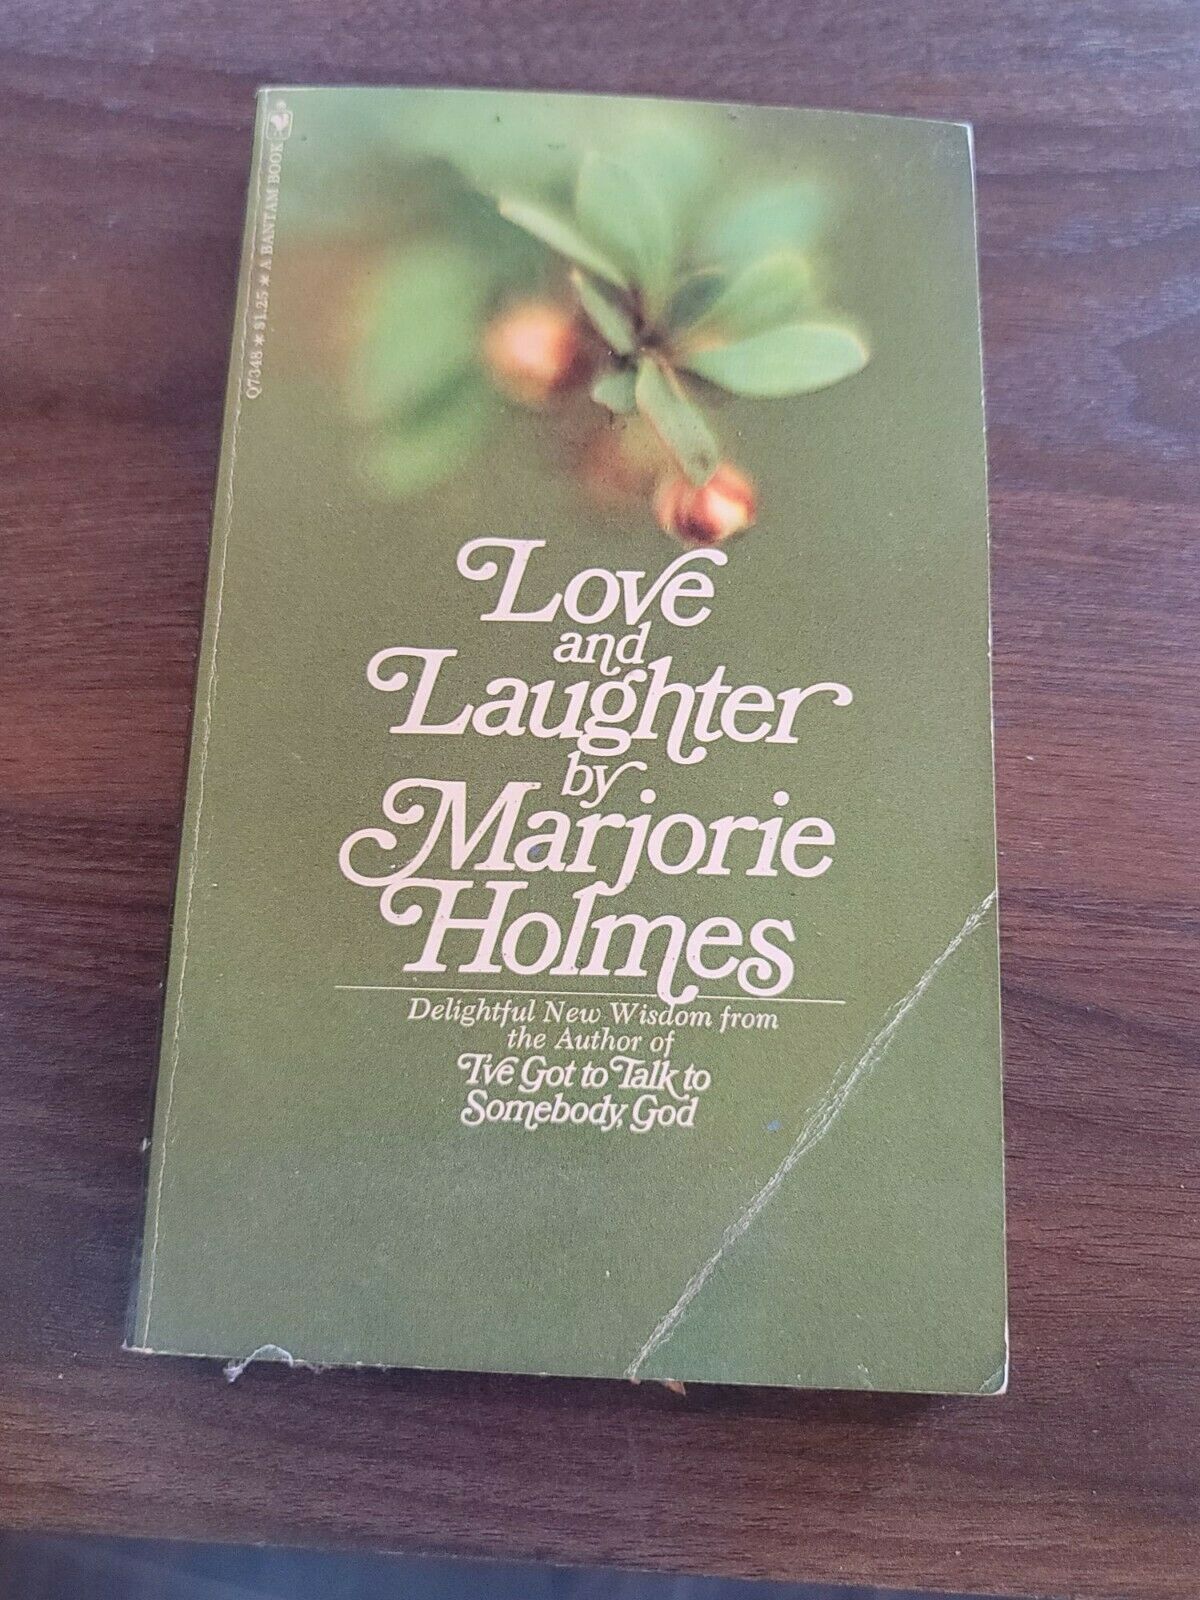 Q7348 * $1.25 * A BANTAM BOOK
Love
and
Laughter
by
Marjorie
Holmes
Delightful New Wisdom from
the Author of
I've Got to Talk to
Somebody, God